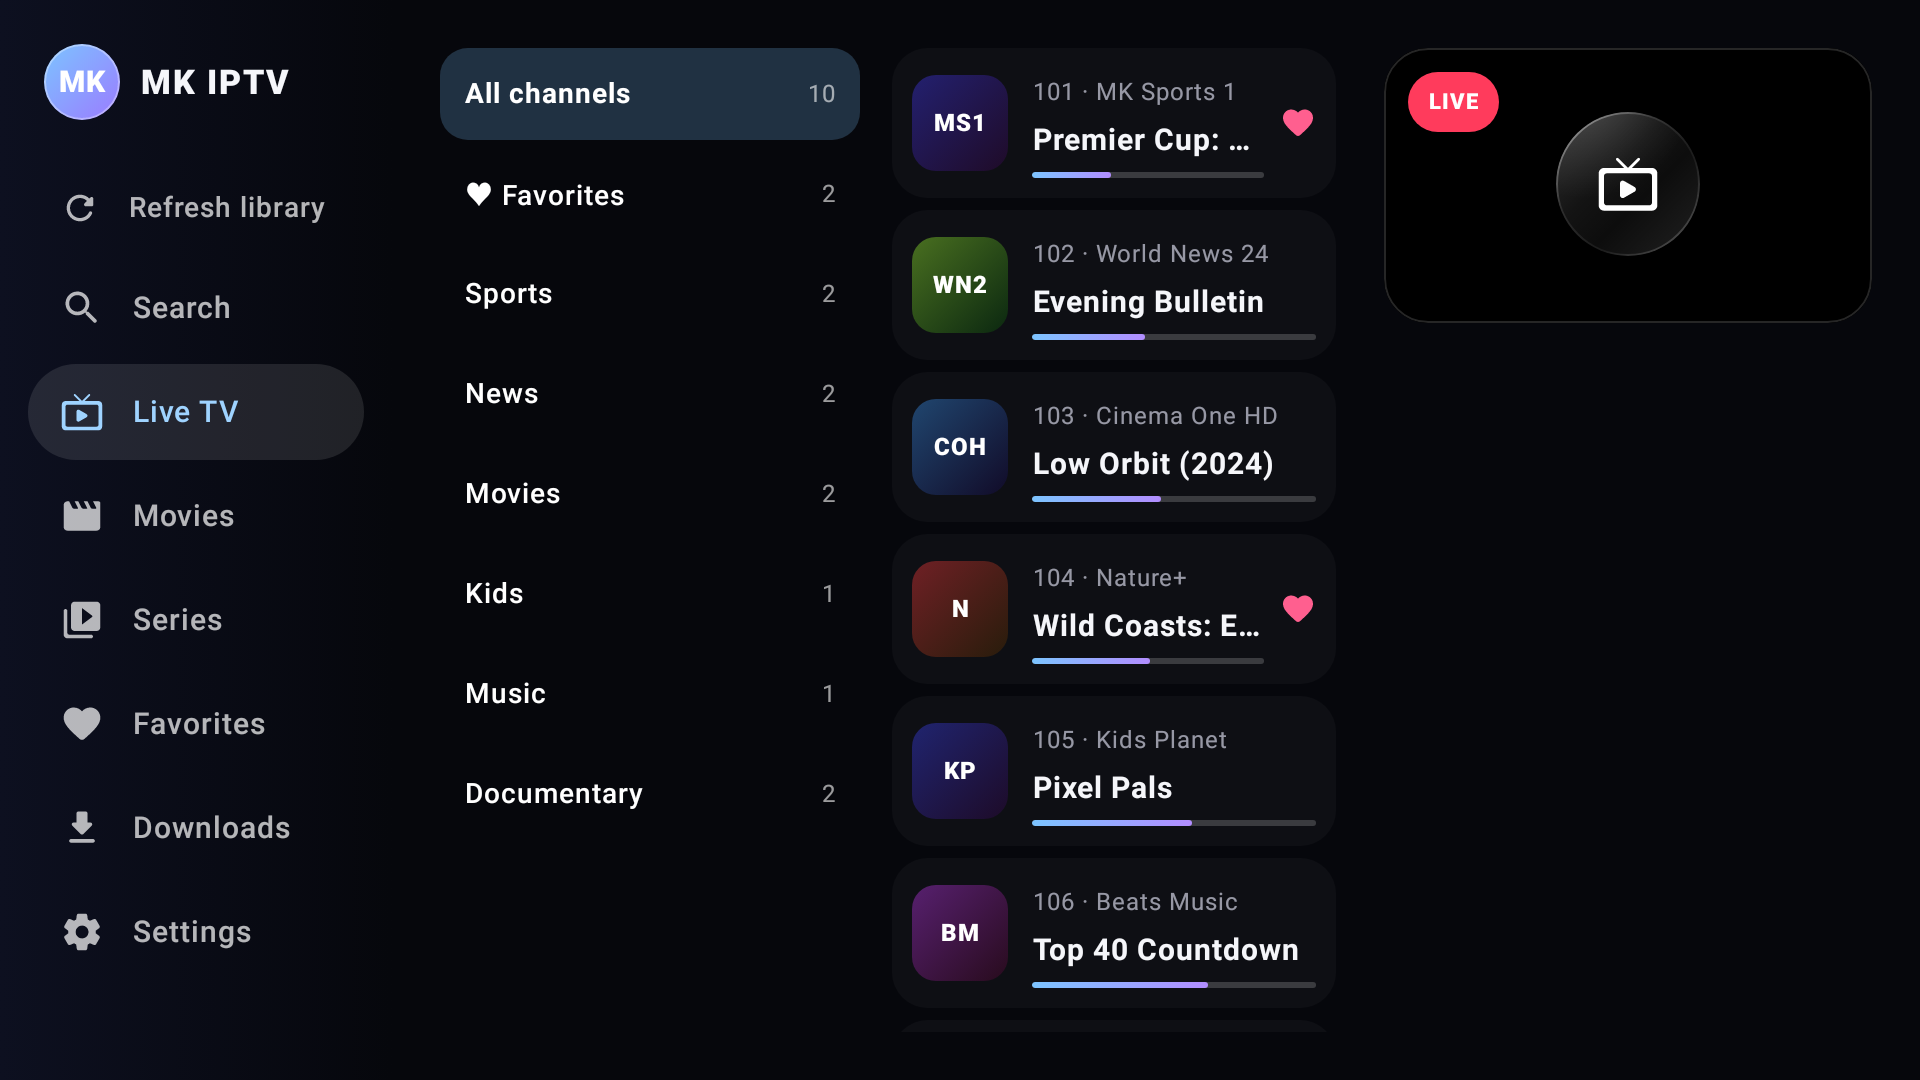 MK MK IPTV
Refresh library
Search
Live TV
Movies
Series
Favorites
Downloads
Settings
All channels 10
♥ Favorites 2
Sports 2
News 2
Movies 2
Kids 1
Music 1
Documentary 2
MS1
101 · MK Sports 1
Premier Cup: …
WN2
102 · World News 24
Evening Bulletin
COH
103 · Cinema One HD
Low Orbit (2024)
N
104 · Nature+
Wild Coasts: E…
KP
105 · Kids Planet
Pixel Pals
BM
106 · Beats Music
Top 40 Countdown
LIVE